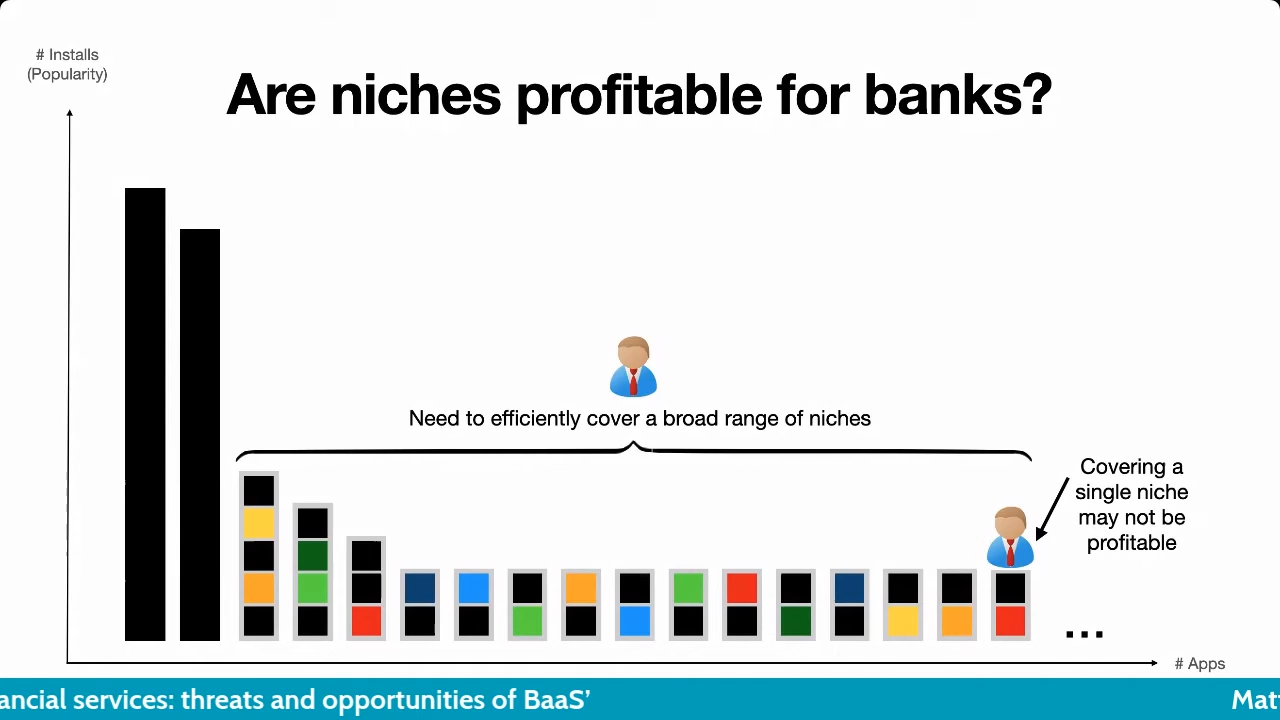 # Installs
(Popularity)
Are niches profitable for banks?
Need to efficiently cover a broad range of niches
Covering a
single niche
may not be
profitable
...
# Apps
ancial services: threats and opportunities of BaaS’
Mat